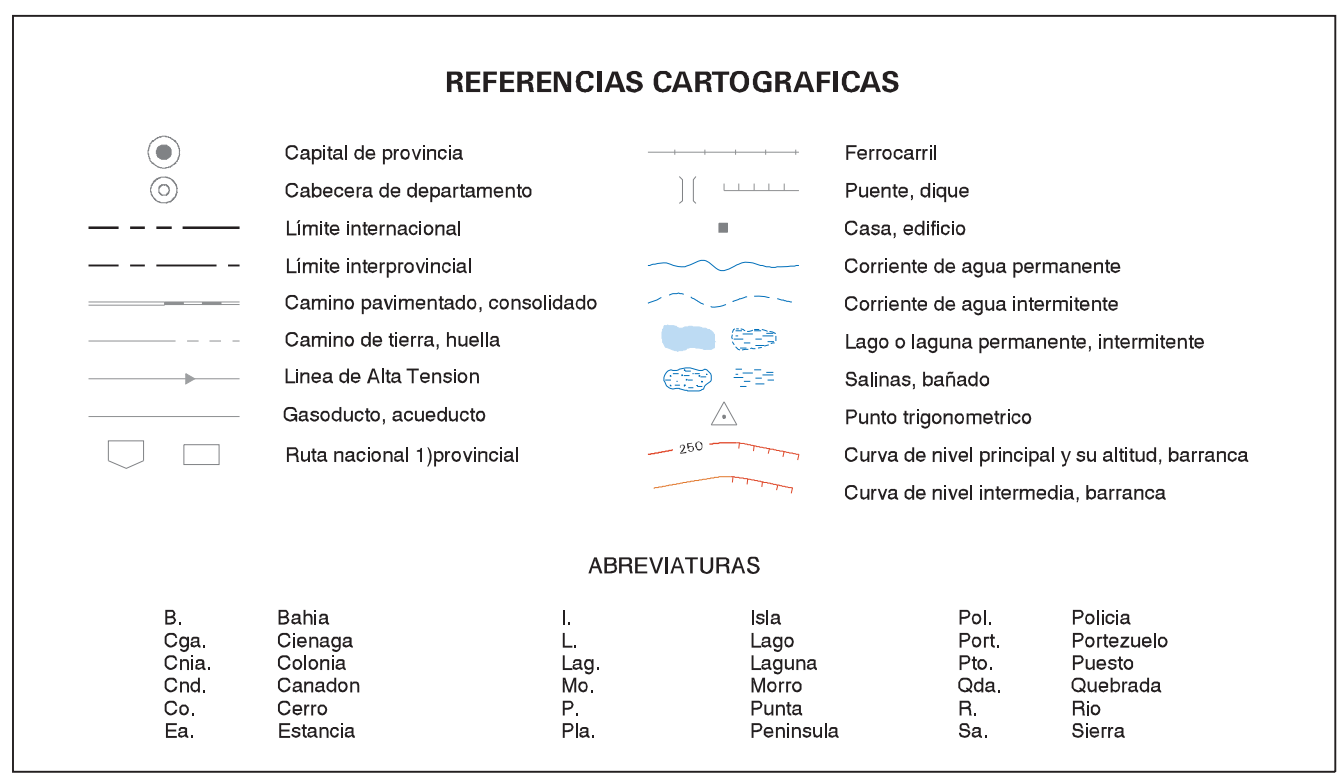 REFERENCIAS CARTOGRAFICAS
Capital de provincia
Cabecera de departamento
Límite internacional
Límite interprovincial
Camino pavimentado, consolidado
Camino de tierra, huella
Linea de Alta Tension
Gasoducto, acueducto
Ruta nacional 1)provincial
Ferrocarril
Puente, dique
Casa, edificio
Corriente de agua permanente
Corriente de agua intermitente
Lago o laguna permanente, intermitente
Salinas, bañado
Punto trigonometrico
250 Curva de nivel principal y su altitud, barranca
Curva de nivel intermedia, barranca
ABREVIATURAS
B. Bahia
Cga. Cienaga
Cnia. Colonia
Cnd. Canadon
Co. Cerro
Ea. Estancia
I. Isla
L. Lago
Lag. Laguna
Mo. Morro
P. Punta
Pla. Peninsula
Pol. Policia
Port. Portezuelo
Pto. Puesto
Qda. Quebrada
R. Rio
Sa. Sierra